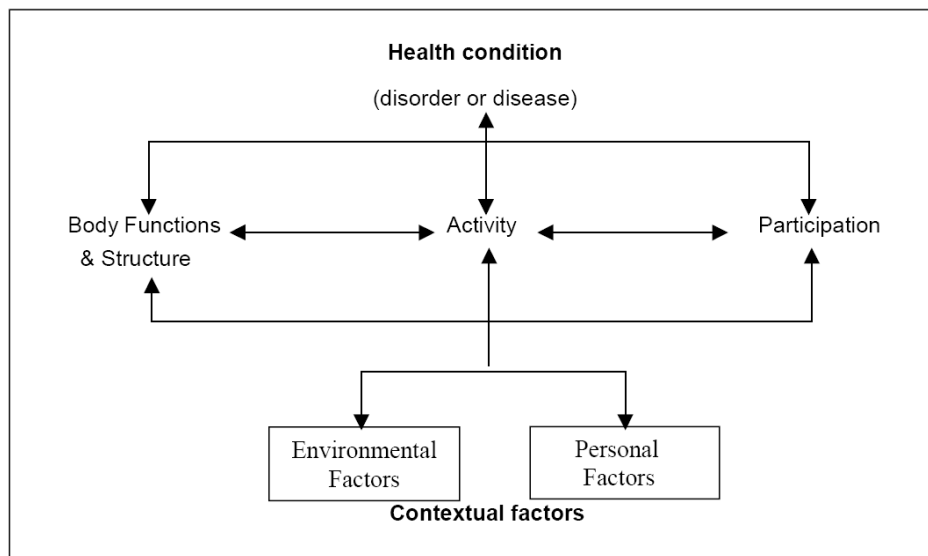 Health condition
(disorder or disease)
Body Functions
& Structure
Activity
Participation
Environmental
Factors
Personal
Factors
Contextual factors